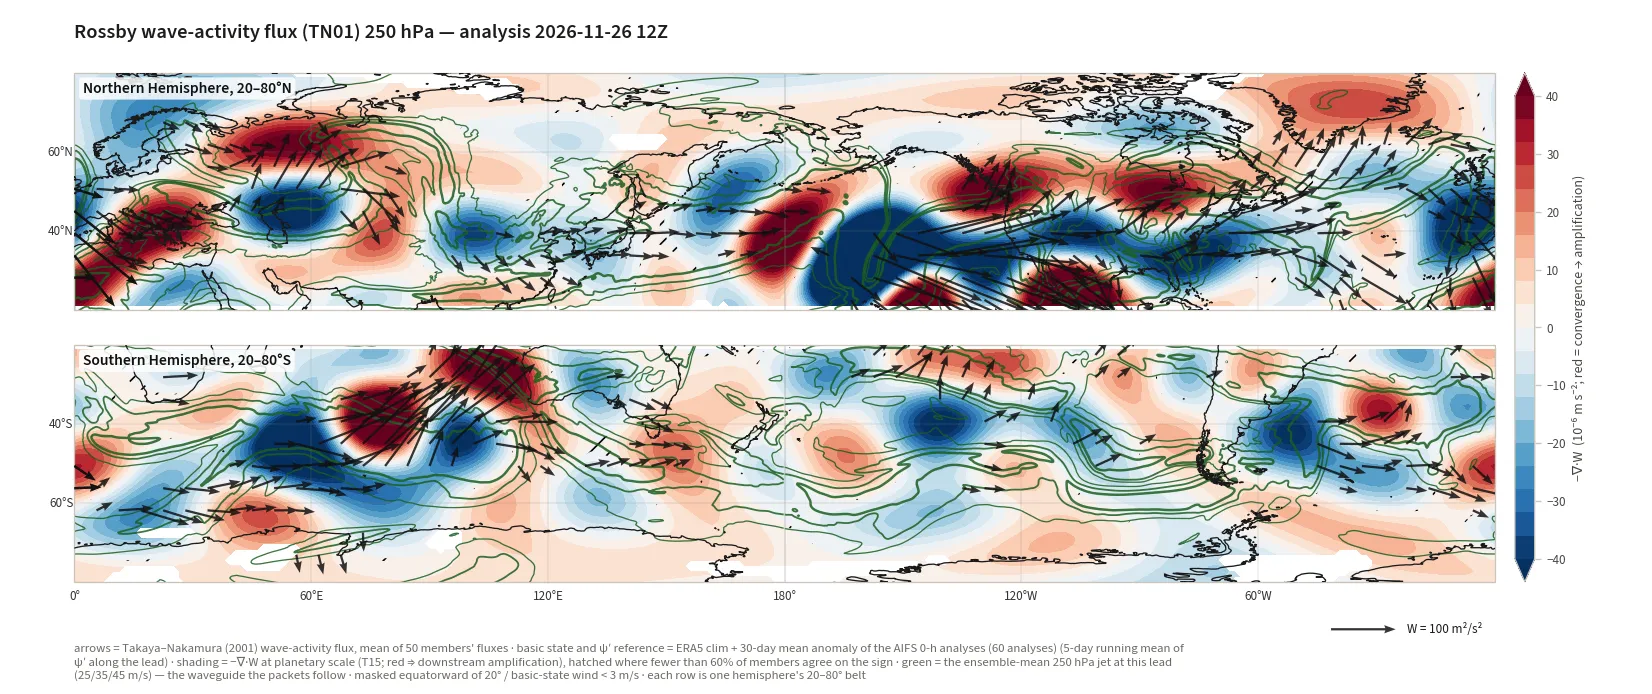 Rossby wave-activity flux (TN01) 250 hPa — analysis 2026-11-26 12Z
Northern Hemisphere, 20–80°N
60°N
40°N
Southern Hemisphere, 20–80°S
40°S
60°S
0°
60°E
120°E
180°
120°W
60°W
40
30
20
10
0
−10
−20
−30
−40
−∇·W (10⁻⁶ m s⁻²; red = convergence → amplification)
W = 100 m²/s²
arrows = Takaya–Nakamura (2001) wave-activity flux, mean of 50 members' fluxes · basic state and ψ′ reference = ERA5 clim + 30-day mean anomaly of the AIFS 0-h analyses (60 analyses) (5-day running mean of
ψ′ along the lead) · shading = −∇·W at planetary scale (T15; red ⇒ downstream amplification), hatched where fewer than 60% of members agree on the sign · green = the ensemble-mean 250 hPa jet at this lead
(25/35/45 m/s) — the waveguide the packets follow · masked equatorward of 20° / basic-state wind < 3 m/s · each row is one hemisphere's 20–80° belt